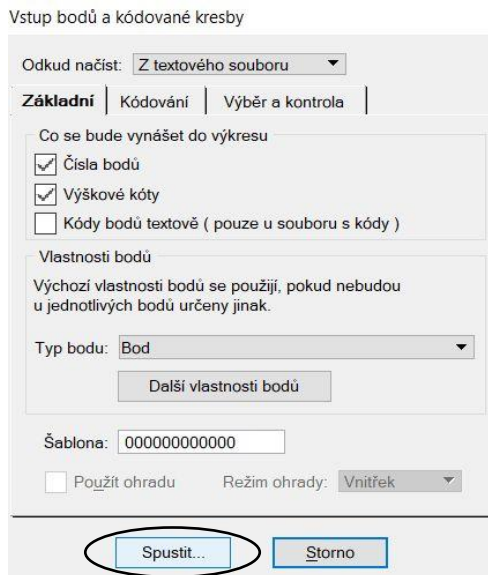 Vstup bodů a kódované kresby
Odkud načíst: Z textového souboru
Základní Kódování Výběr a kontrola
Co se bude vynášet do výkresu
Čísla bodů
Výškové kóty
Kódy bodů textově ( pouze u souboru s kódy )
Vlastnosti bodů
Výchozí vlastnosti bodů se použijí, pokud nebudou
u jednotlivých bodů určeny jinak.
Typ bodu: Bod
Další vlastnosti bodů
Šablona: 000000000000
Použít ohradu Režim ohrady: Vnitřek
Spustit... Storno